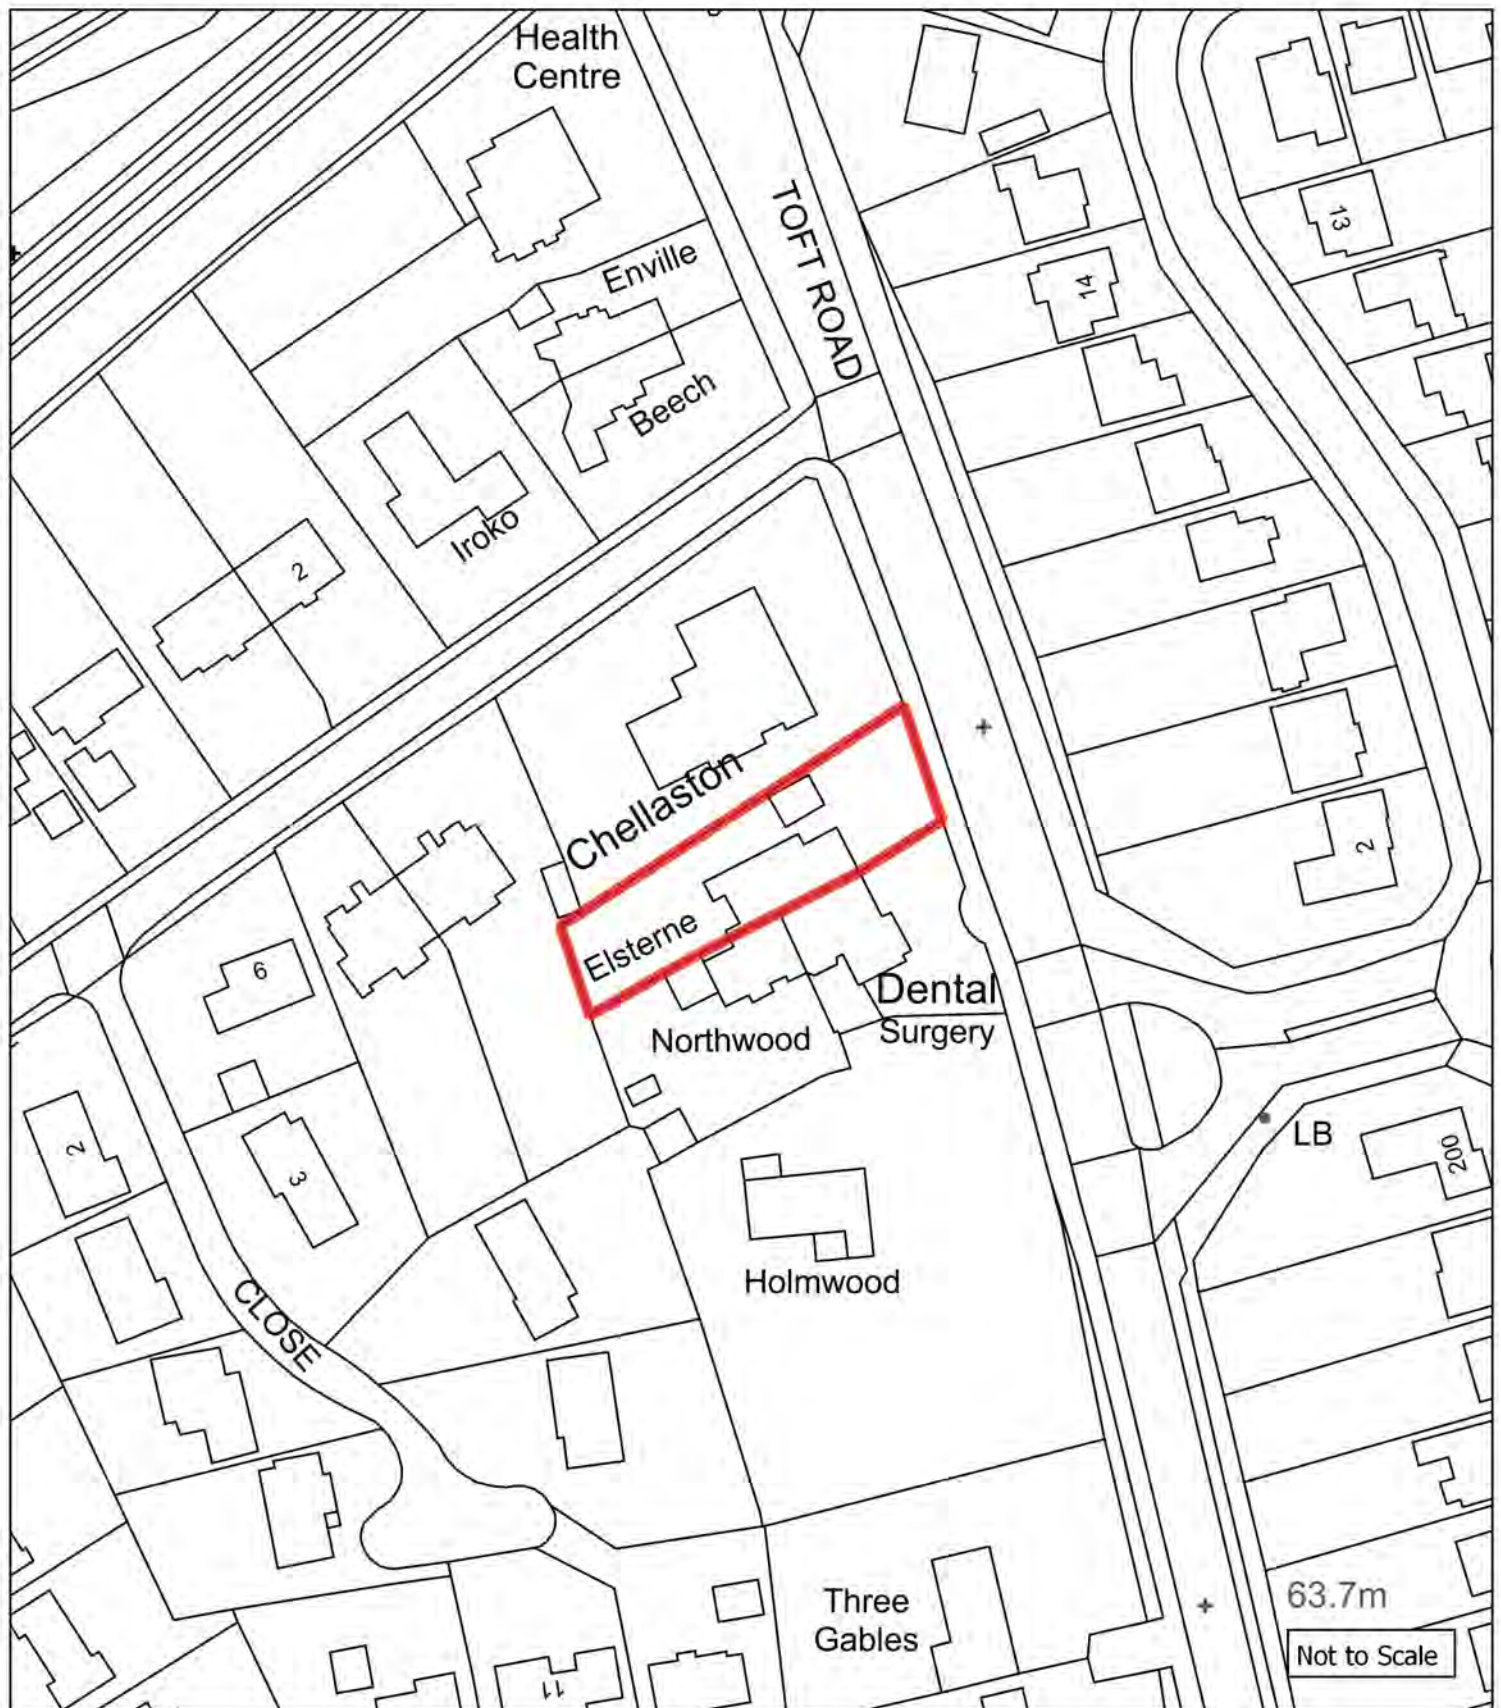 Health
Centre
TOFT ROAD
13
Enville
14
Beech
Iroko
2
Chellaston
2
Elsterne
6
Dental
Surgery
Northwood
LB
200
2
3
Holmwood
CLOSE
63.7m
Three
Gables
Not to Scale
11